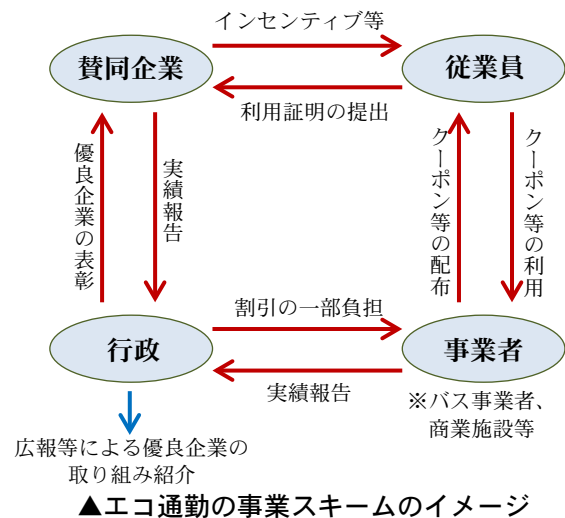 インセンティブ等
賛同企業
従業員
利用証明の提出
優良企業の表彰
実績報告
クーポン等の配布
クーポン等の利用
割引の一部負担
行政
事業者
実績報告
※バス事業者、
商業施設等
広報等による優良企業の
取り組み紹介
▲エコ通勤の事業スキームのイメージ